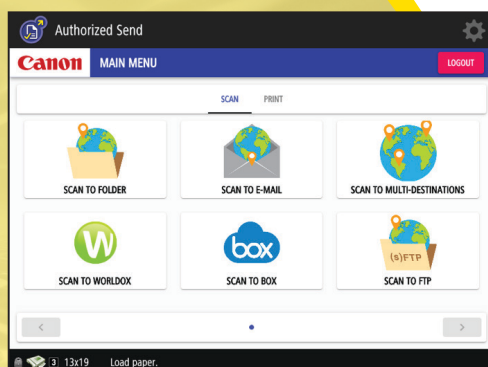 Authorized Send
Canon MAIN MENU LOGOUT
SCAN PRINT
SCAN TO FOLDER SCAN TO E-MAIL SCAN TO MULTI-DESTINATIONS
W box (s)FTP
SCAN TO WORLDOX SCAN TO BOX SCAN TO FTP
< >
3 13x19 Load paper.